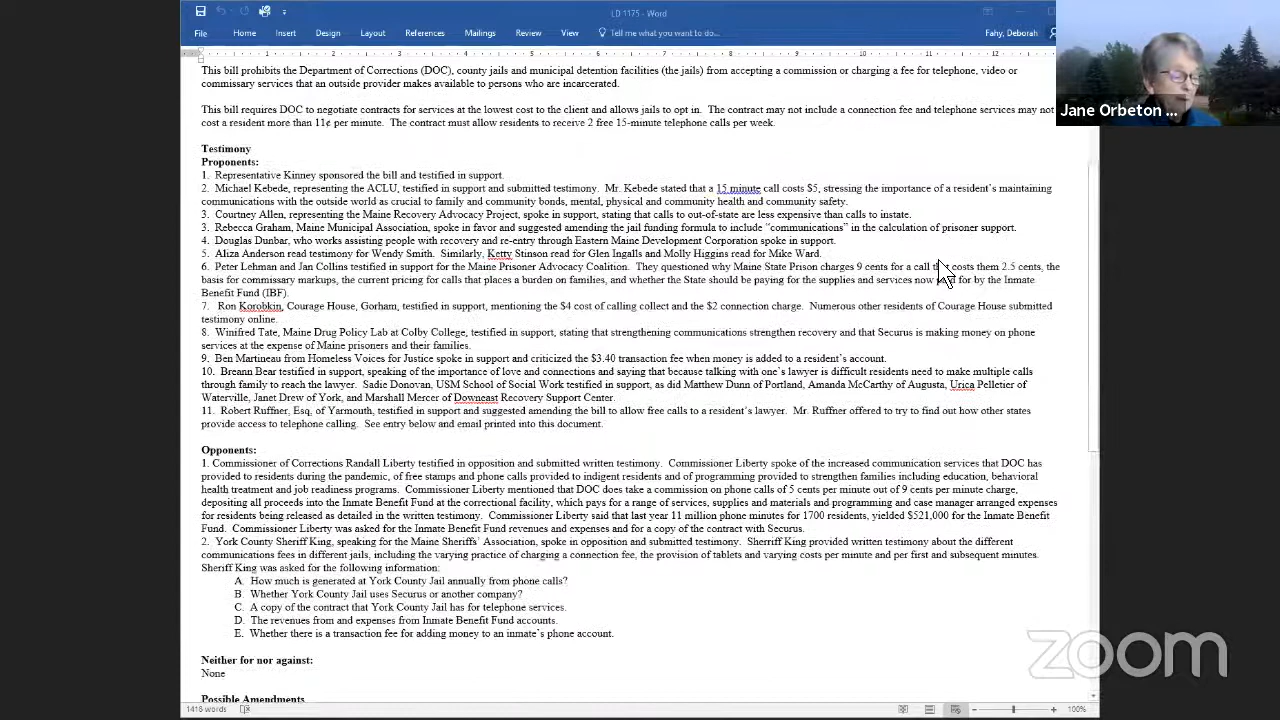 LD 1175 - Word
File Home Insert Design Layout References Mailings Review View Tell me what you want to do... Fahy, Deborah
1 2 3 4 5 6 7 8 9 10 11 12
This bill prohibits the Department of Corrections (DOC), county jails and municipal detention facilities (the jails) from accepting a commission or charging a fee for telephone, video or
commissary services that an outside provider makes available to persons who are incarcerated.
This bill requires DOC to negotiate contracts for services at the lowest cost to the client and allows jails to opt in. The contract may not include a connection fee and telephone services may not
cost a resident more than 11¢ per minute. The contract must allow residents to receive 2 free 15-minute telephone calls per week.
Jane Orbeton ...
Testimony
Proponents:
1. Representative Kinney sponsored the bill and testified in support.
2. Michael Kebede, representing the ACLU, testified in support and submitted testimony. Mr. Kebede stated that a 15 minute call costs $5, stressing the importance of a resident's maintaining
communications with the outside world as crucial to family and community bonds, mental, physical and community health and community safety.
3. Courtney Allen, representing the Maine Recovery Advocacy Project, spoke in support, stating that calls to out-of-state are less expensive than calls to instate.
3. Rebecca Graham, Maine Municipal Association, spoke in favor and suggested amending the jail funding formula to include "communications" in the calculation of prisoner support.
4. Douglas Dunbar, who works assisting people with recovery and re-entry through Eastern Maine Development Corporation spoke in support.
5. Aliza Anderson read testimony for Wendy Smith. Similarly, Ketty Stinson read for Glen Ingalls and Molly Higgins read for Mike Ward.
6. Peter Lehman and Jan Collins testified in support for the Maine Prisoner Advocacy Coalition. They questioned why Maine State Prison charges 9 cents for a call costs them 2.5 cents, the
basis for commissary markups, the current pricing for calls that places a burden on families, and whether the State should be paying for the supplies and services now for by the Inmate
Benefit Fund (IBF).
7. Ron Korobkin, Courage House, Gorham, testified in support, mentioning the $4 cost of calling collect and the $2 connection charge. Numerous other residents of Courage House submitted
testimony online.
8. Winifred Tate, Maine Drug Policy Lab at Colby College, testified in support, stating that strengthening communications strengthen recovery and that Securus is making money on phone
services at the expense of Maine prisoners and their families.
9. Ben Martineau from Homeless Voices for Justice spoke in support and criticized the $3.40 transaction fee when money is added to a resident's account.
10. Breann Bear testified in support, speaking of the importance of love and connections and saying that because talking with one's lawyer is difficult residents need to make multiple calls
through family to reach the lawyer. Sadie Donovan, USM School of Social Work testified in support, as did Matthew Dunn of Portland, Amanda McCarthy of Augusta, Urica Pelletier of
Waterville, Janet Drew of York, and Marshall Mercer of Downeast Recovery Support Center.
11. Robert Ruffner, Esq, of Yarmouth, testified in support and suggested amending the bill to allow free calls to a resident's lawyer. Mr. Ruffner offered to try to find out how other states
provide access to telephone calling. See entry below and email printed into this document.
Opponents:
1. Commissioner of Corrections Randall Liberty testified in opposition and submitted written testimony. Commissioner Liberty spoke of the increased communication services that DOC has
provided to residents during the pandemic, of free stamps and phone calls provided to indigent residents and of programming provided to strengthen families including education, behavioral
health treatment and job readiness programs. Commissioner Liberty mentioned that DOC does take a commission on phone calls of 5 cents per minute out of 9 cents per minute charge,
depositing all proceeds into the Inmate Benefit Fund at the correctional facility, which pays for a range of services, supplies and materials and programming and case manager arranged expenses
for residents being released as detailed in the written testimony. Commissioner Liberty said that last year 11 million phone minutes for 1700 residents, yielded $521,000 for the Inmate Benefit
Fund. Commissioner Liberty was asked for the Inmate Benefit Fund revenues and expenses and for a copy of the contract with Securus.
2. York County Sheriff King, speaking for the Maine Sheriffs' Association, spoke in opposition and submitted testimony. Sherriff King provided written testimony about the different
communications fees in different jails, including the varying practice of charging a connection fee, the provision of tablets and varying costs per minute and per first and subsequent minutes.
Sheriff King was asked for the following information:
A. How much is generated at York County Jail annually from phone calls?
B. Whether York County Jail uses Securus or another company?
C. A copy of the contract that York County Jail has for telephone services.
D. The revenues from and expenses from Inmate Benefit Fund accounts.
E. Whether there is a transaction fee for adding money to an inmate's phone account.
Neither for nor against:
None
Possible Amendments
zoom
1416 words 100%